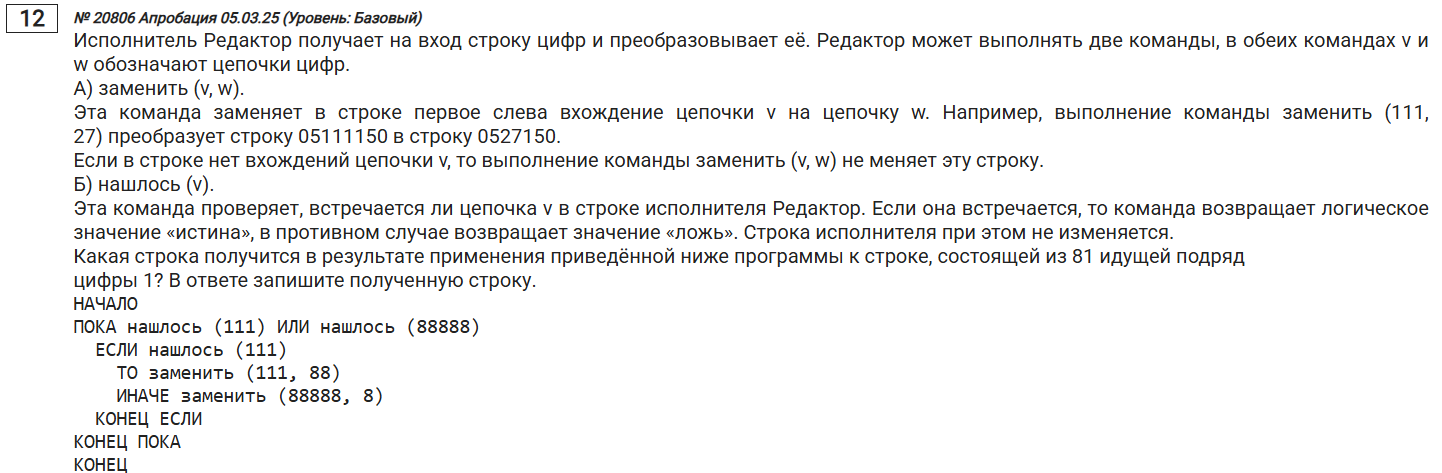 12
№ 20806 Апробация 05.03.25 (Уровень: Базовый)
Исполнитель Редактор получает на вход строку цифр и преобразовывает её. Редактор может выполнять две команды, в обеих командах v и
w обозначают цепочки цифр.
А) заменить (v, w).
Эта команда заменяет в строке первое слева вхождение цепочки v на цепочку w. Например, выполнение команды заменить (111,
27) преобразует строку 05111150 в строку 0527150.
Если в строке нет вхождений цепочки v, то выполнение команды заменить (v, w) не меняет эту строку.
Б) нашлось (v).
Эта команда проверяет, встречается ли цепочка v в строке исполнителя Редактор. Если она встречается, то команда возвращает логическое
значение «истина», в противном случае возвращает значение «ложь». Строка исполнителя при этом не изменяется.
Какая строка получится в результате применения приведённой ниже программы к строке, состоящей из 81 идущей подряд
цифры 1? В ответе запишите полученную строку.
НАЧАЛО
ПОКА нашлось (111) ИЛИ нашлось (88888)
ЕСЛИ нашлось (111)
ТО заменить (111, 88)
ИНАЧЕ заменить (88888, 8)
КОНЕЦ ЕСЛИ
КОНЕЦ ПОКА
КОНЕЦ